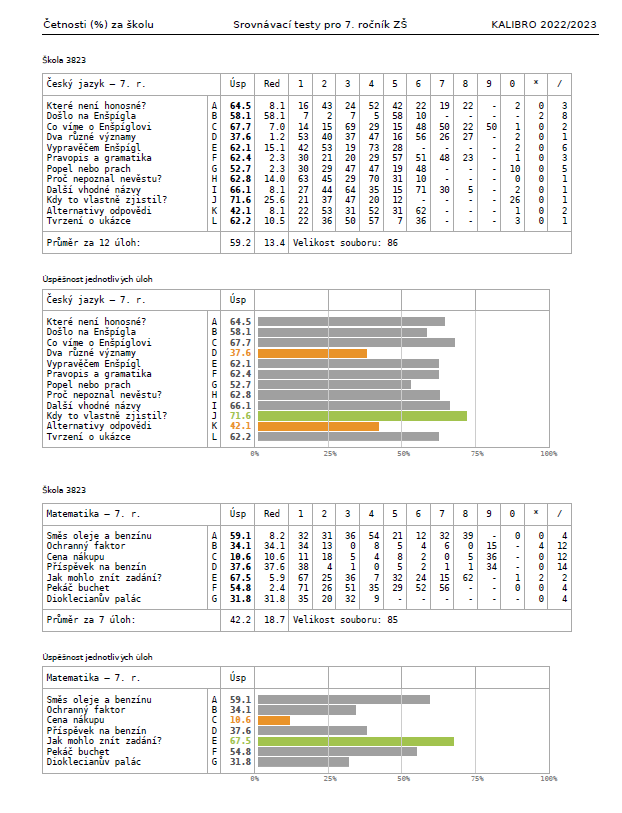 Četnosti (%) za školu Srovnávací testy pro 7. ročník ZŠ KALIBRO 2022/2023
Škola 3823
Český jazyk – 7. r. Úsp Red 1 2 3 4 5 6 7 8 9 0 * /
Které není honosné? A 64.5 8.1 16 43 24 52 42 22 19 22 - 2 0 3
Došlo na Enšpígla B 58.1 58.1 7 2 7 5 58 10 - - - - 2 8
Co víme o Enšpíglovi C 67.7 7.0 14 15 69 29 15 48 50 22 50 1 0 2
Dva různé významy D 37.6 1.2 53 40 37 47 16 56 26 27 - 2 0 1
Vypravěčem Enšpígl E 62.1 15.1 42 53 19 73 28 - - - - 2 0 6
Pravopis a gramatika F 62.4 2.3 30 21 20 29 57 51 48 23 - 1 0 3
Popel nebo prach G 52.7 2.3 30 29 47 47 19 48 - - - 10 0 5
Proč nepoznal nevěstu? H 62.8 14.0 63 45 29 70 31 10 - - - 0 0 1
Další vhodné názvy I 66.1 8.1 27 44 64 35 15 71 30 5 - 2 0 1
Kdy to vlastně zjistil? J 71.6 25.6 21 37 47 20 12 - - - - 26 0 1
Alternativy odpovědi K 42.1 8.1 22 53 31 52 31 62 - - - 1 0 2
Tvrzení o ukázce L 62.2 10.5 22 36 50 57 7 36 - - - 3 0 1
Průměr za 12 úloh: 59.2 13.4 Velikost souboru: 86
Úspěšnost jednotlivých úloh
Český jazyk – 7. r. Úsp
Které není honosné? A 64.5
Došlo na Enšpígla B 58.1
Co víme o Enšpíglovi C 67.7
Dva různé významy D 37.6
Vypravěčem Enšpígl E 62.1
Pravopis a gramatika F 62.4
Popel nebo prach G 52.7
Proč nepoznal nevěstu? H 62.8
Další vhodné názvy I 66.1
Kdy to vlastně zjistil? J 71.6
Alternativy odpovědi K 42.1
Tvrzení o ukázce L 62.2
0% 25% 50% 75% 100%
Škola 3823
Matematika – 7. r. Úsp Red 1 2 3 4 5 6 7 8 9 0 * /
Směs oleje a benzínu A 59.1 8.2 32 31 36 54 21 12 32 39 - 0 0 4
Ochranný faktor B 34.1 34.1 34 13 0 8 5 4 6 0 15 - 4 12
Cena nákupu C 10.6 10.6 11 18 5 4 8 2 0 5 36 - 0 12
Příspěvek na benzín D 37.6 37.6 38 4 1 0 5 2 1 1 34 - 0 14
Jak mohlo znít zadání? E 67.5 5.9 67 25 36 7 32 24 15 62 - 1 2 2
Pekáč buchet F 54.8 2.4 71 26 51 35 29 52 56 - - 0 0 4
Diokleciánův palác G 31.8 31.8 35 20 32 9 - - - - - - 0 4
Průměr za 7 úloh: 42.2 18.7 Velikost souboru: 85
Úspěšnost jednotlivých úloh
Matematika – 7. r. Úsp
Směs oleje a benzínu A 59.1
Ochranný faktor B 34.1
Cena nákupu C 10.6
Příspěvek na benzín D 37.6
Jak mohlo znít zadání? E 67.5
Pekáč buchet F 54.8
Diokleciánův palác G 31.8
0% 25% 50% 75% 100%